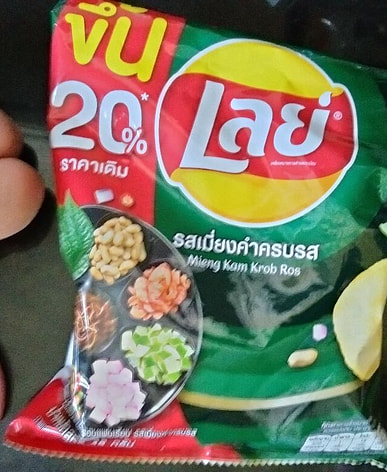 ขึ้น
20%*
ราคาเดิม
เลย์®
รสเมี่ยงคำครบรส
Mieng Kam Krob Ros